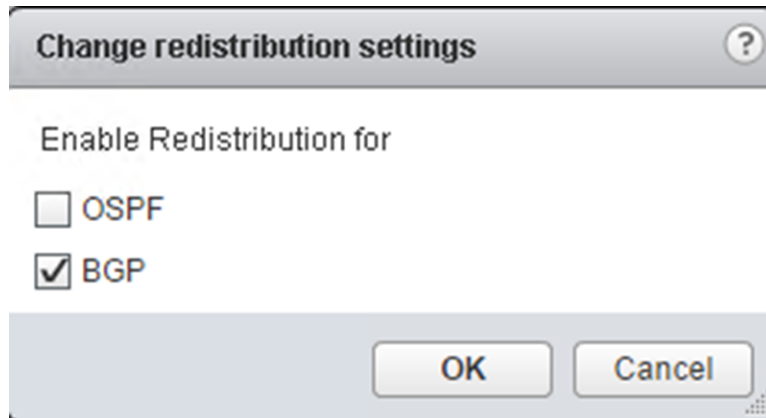 Change redistribution settings
?
Enable Redistribution for
OSPF
BGP
OK Cancel